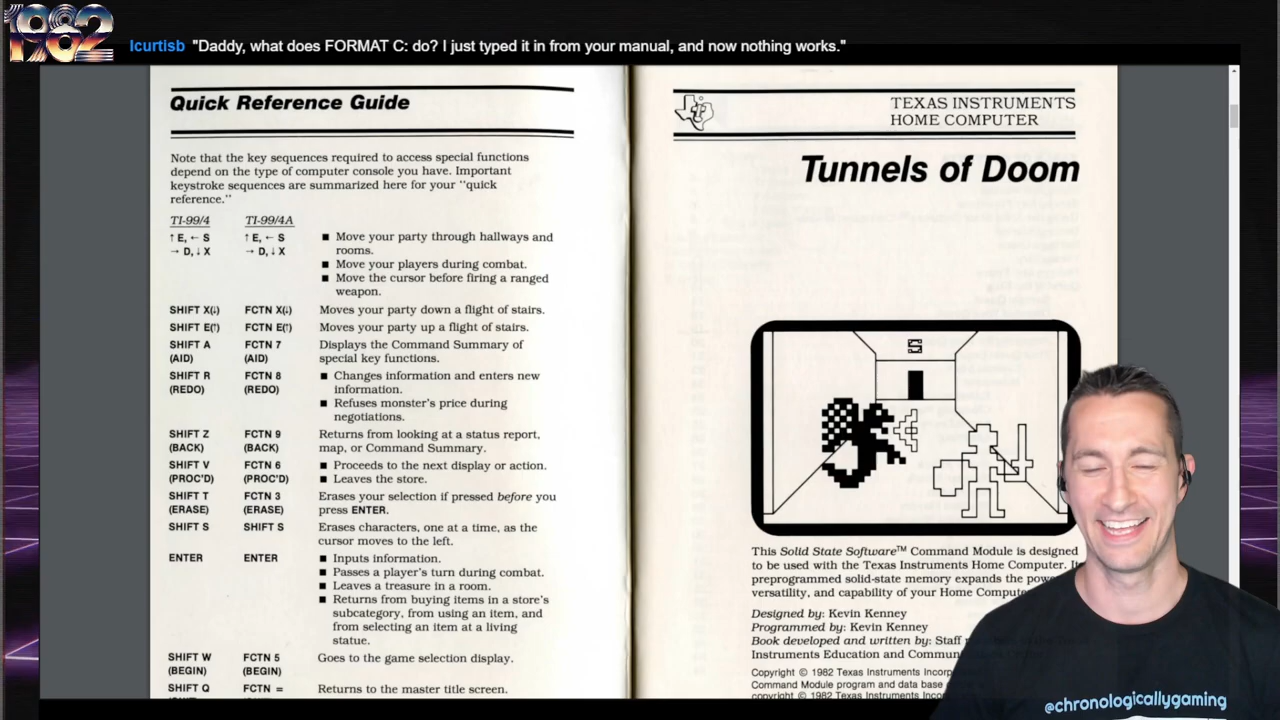 1982
Icurtisb "Daddy, what does FORMAT C: do? I just typed it in from your manual, and now nothing works."
Quick Reference Guide
Note that the key sequences required to access special functions
depend on the type of computer console you have. Important
keystroke sequences are summarized here for your "quick
reference."
TI-99/4 TI-99/4A
↑ E, ← S ↑ E, ← S ■ Move your party through hallways and
→ D, ↓ X → D, ↓ X rooms.
■ Move your players during combat.
■ Move the cursor before firing a ranged
weapon.
SHIFT X(↓) FCTN X(↓) Moves your party down a flight of stairs.
SHIFT E(↑) FCTN E(↑) Moves your party up a flight of stairs.
SHIFT A FCTN 7 Displays the Command Summary of
(AID) (AID) special key functions.
SHIFT R FCTN 8 ■ Changes information and enters new
(REDO) (REDO) information.
■ Refuses monster's price during
negotiations.
SHIFT Z FCTN 9 Returns from looking at a status report,
(BACK) (BACK) map, or Command Summary.
SHIFT V FCTN 6 ■ Proceeds to the next display or action.
(PROC'D) (PROC'D) ■ Leaves the store.
SHIFT T FCTN 3 Erases your selection if pressed before you
(ERASE) (ERASE) press ENTER.
SHIFT S SHIFT S Erases characters, one at a time, as the
cursor moves to the left.
ENTER ENTER ■ Inputs information.
■ Passes a player's turn during combat.
■ Leaves a treasure in a room.
■ Returns from buying items in a store's
subcategory, from using an item, and
from selecting an item at a living
statue.
SHIFT W FCTN 5 Goes to the game selection display.
(BEGIN) (BEGIN)
SHIFT Q FCTN = Returns to the master title screen.
TEXAS INSTRUMENTS
HOME COMPUTER
Tunnels of Doom
S
This Solid State Software™ Command Module is designed
to be used with the Texas Instruments Home Computer. It
preprogrammed solid-state memory expands the
versatility, and capability of your Home
Designed by: Kevin Kenney
Programmed by: Kevin Kenney
Book developed and written by: Staff
Instruments Education and
Copyright © 1982 Texas Instruments
Command Module program and data base
copyright © 1982 Texas Instruments
@chronologicallygaming